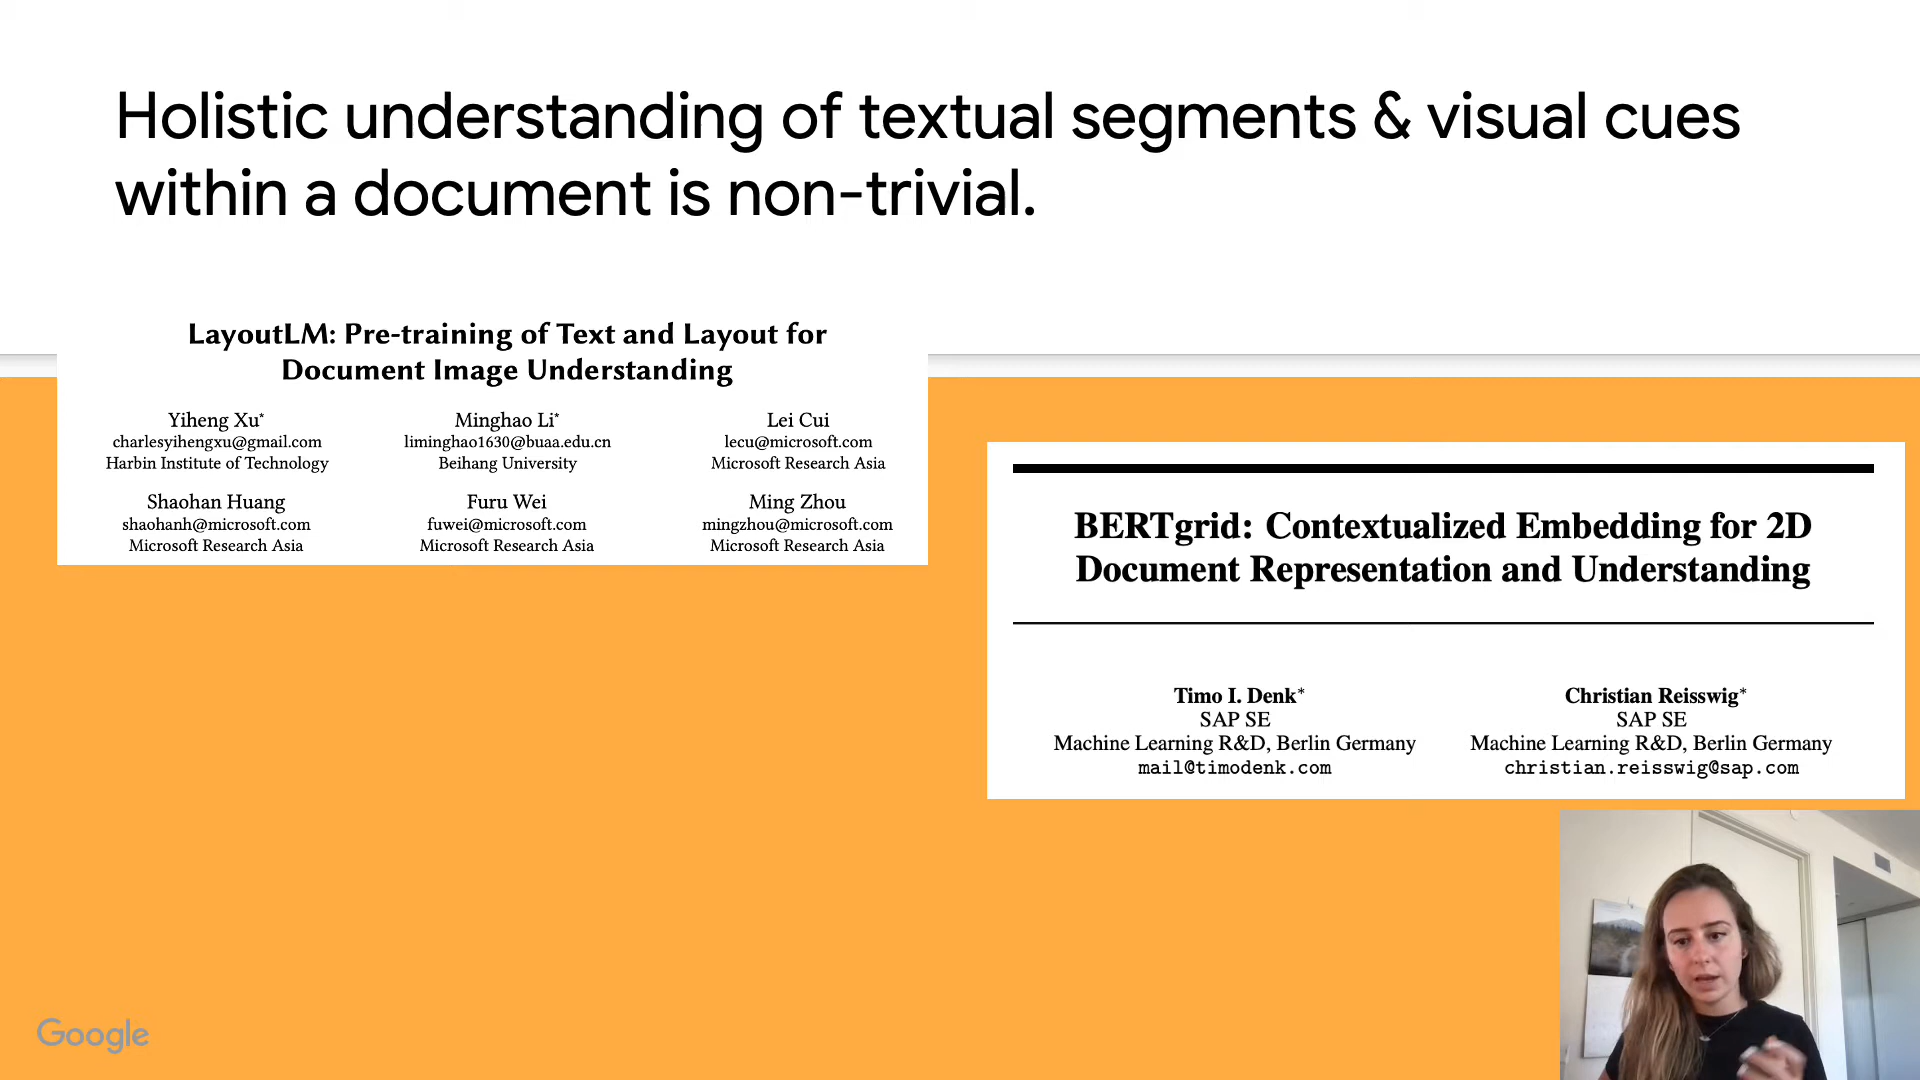 Holistic understanding of textual segments & visual cues
within a document is non-trivial.
LayoutLM: Pre-training of Text and Layout for
Document Image Understanding
Yiheng Xu* Minghao Li* Lei Cui
charlesyihengxu@gmail.com liminghao1630@buaa.edu.cn lecu@microsoft.com
Harbin Institute of Technology Beihang University Microsoft Research Asia
Shaohan Huang Furu Wei Ming Zhou
shaohanh@microsoft.com fuwei@microsoft.com mingzhou@microsoft.com
Microsoft Research Asia Microsoft Research Asia Microsoft Research Asia
BERTgrid: Contextualized Embedding for 2D
Document Representation and Understanding
Timo I. Denk* Christian Reisswig*
SAP SE SAP SE
Machine Learning R&D, Berlin Germany Machine Learning R&D, Berlin Germany
mail@timodenk.com christian.reisswig@sap.com
Google